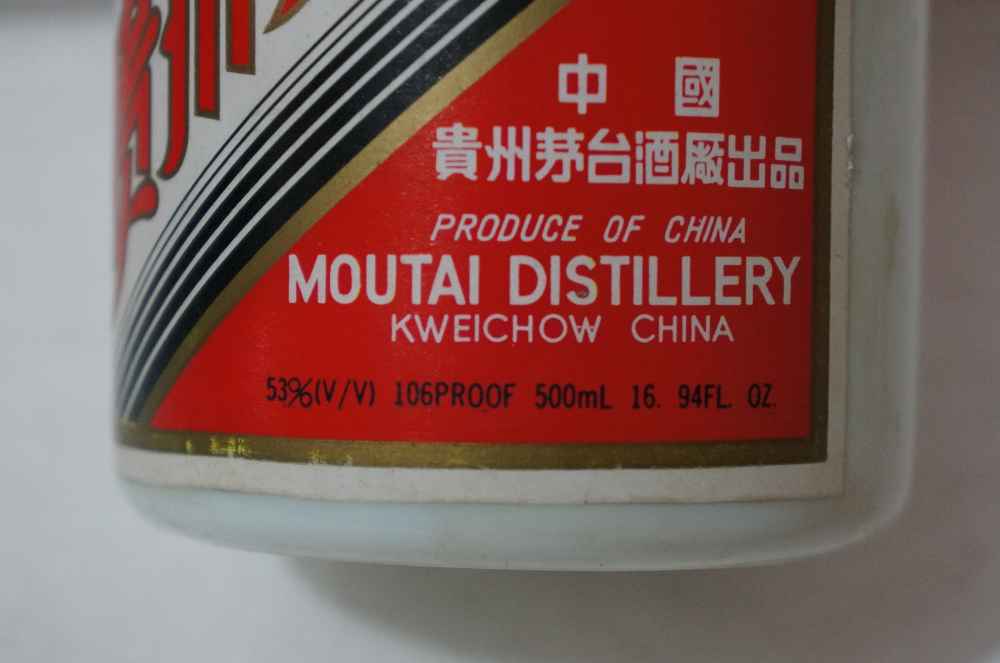 中國
貴州茅台酒廠出品
PRODUCE OF CHINA
MOUTAI DISTILLERY
KWEICHOW CHINA
53%(V/V) 106PROOF 500mL 16. 94FL. OZ.